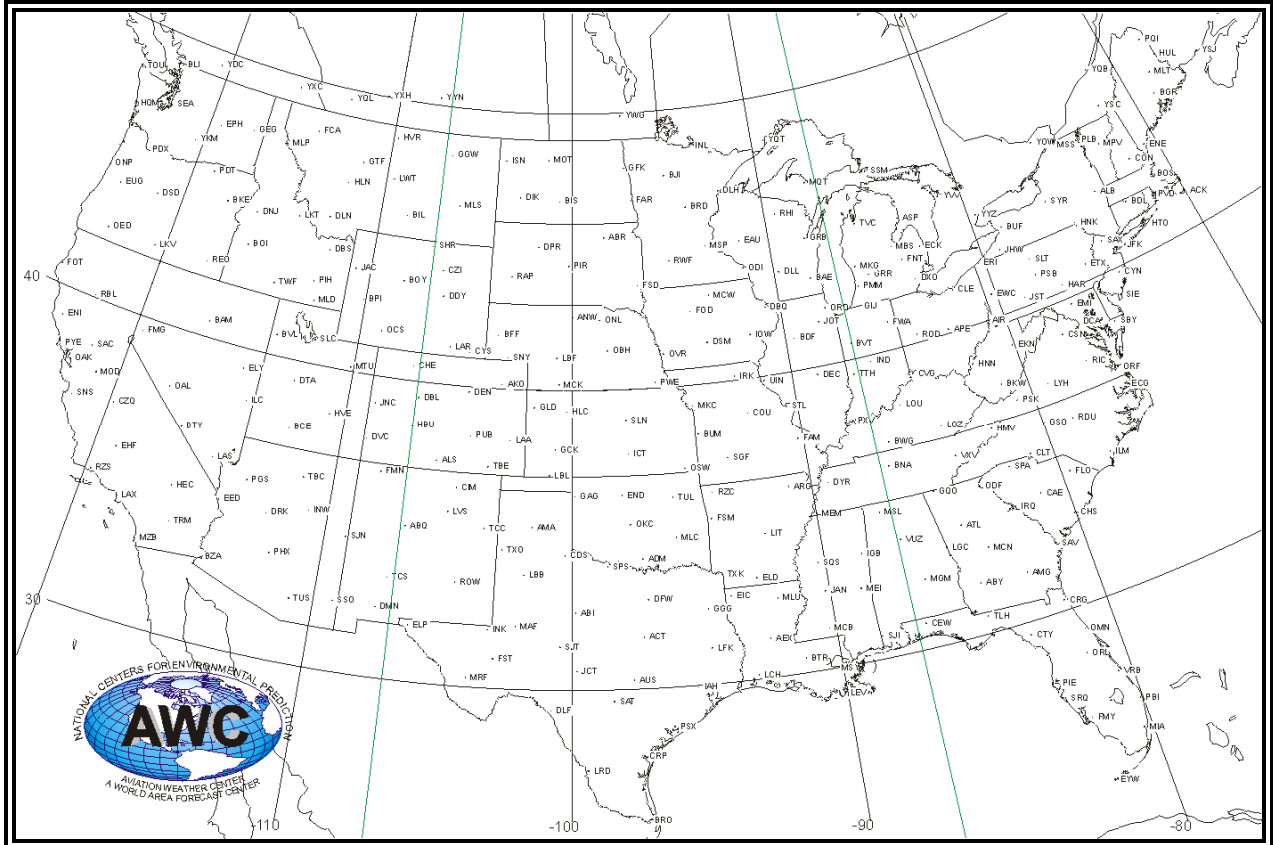 PQI
HUL
YSJ
TOU BLI YDC YQB MLT
YXC YQL YXH YYN BGR
HQM SEA YSC
YWG
EPH GEG FCA HVR INL YQT YOW MSS PLB MPV ENE
YKM MLP CON
PDX GGW ISN MOT
ONP GTF GFK SSM BOS
PDT BJI
EUG HLN LWT MQT
DSD DLH YVV ALB PVD ACK
BKE DIK BIS FAR BDL
DNJ MLS BRD SYR
LKT DLN BIL RHI YYZ
OED TVC ASP BUF HNK HTO
LKV BOI DBS SHR DPR ABR MSP EAU GRB MBS ECK JHW SAX JFK
FOT REO JAC CZI PIR RWF ODI DLL MKG FNT ERI SLT ETX CYN
40 TWF PIH BOY RAP BAE GRR DXO PSB
RBL MLD BPI DDY FSD MCW PMM CLE EWC JST HAR SIE
ENI BAM FOD DBQ ORD GIJ EMI
FMG BVL OCS ANW ONL JOT FWA AIR DCA SBY
PYE SAC SLC BFF DSM IOW BDF BVT ROD APE EKN CSN
OAK LAR CYS SNY LBF OBH OVR IND RIC
MOD ELY MTU CHE HNN ORF
OAL DTA AKO MCK PWE IRK UIN DEC TTH CVG BKW LYH ECG
SNS CZQ ILC JNC DBL DEN GLD HLC MKC COU STL LOU PSK
HVE SLN GSO RDU
DTY BCE HBU PUB LAA BUM FAM PXV LOZ HMV
EHF DVC GCK ICT SGF BWG ILM
LAS ALS TBE OSW BNA VXV CLT
RZS PGS TBC FMN LBL DYR SPA FLO
HEC EED CIM GAG END TUL RZC ARG GQO ODF CAE
LAX DRK INW LVS MEM MSL IRQ CHS
TRM ABQ TCC AMA OKC FSM LIT ATL
MZB SJN MLC VUZ SAV
BZA PHX TXO CDS ADM SQS IGB LGC MCN
SPS
TCS ROW LBB TXK ELD MGM ABY AMG
30 TUS SSO DMN ABI DFW EIC MLU JAN MEI CRG
GGG TLH
ELP INK MAF ACT AEX MCB SJI CEW CTY OMN
SJT LFK
FST BTR ORL
MRF JCT AUS LCH MSY VRB
IAH LEV PIE PBI
DLF SAT SRQ
PSX FMY MIA
CRP
LRD EYW
BRO
NATIONAL CENTERS FOR ENVIRONMENTAL PREDICTION
AWC
AVIATION WEATHER CENTER
A WORLD AREA FORECAST CENTER
-110 -100 -90 -80